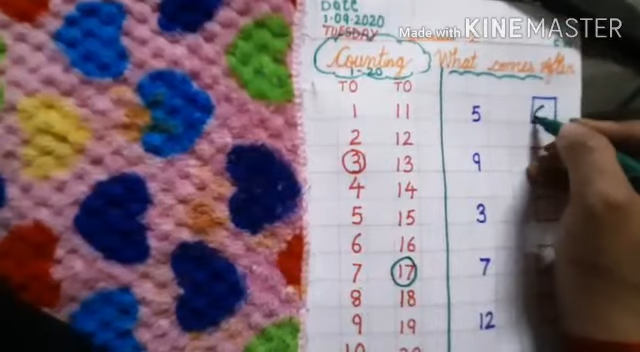 Made with KINEMASTER
Date
1-09-2020
TUESDAY
Counting
1-20
What comes after
TO TO
1 11 5
2 12
3 13 9
4 14
5 15 3
6 16
7 17 7
8 18
9 19 12
10 20